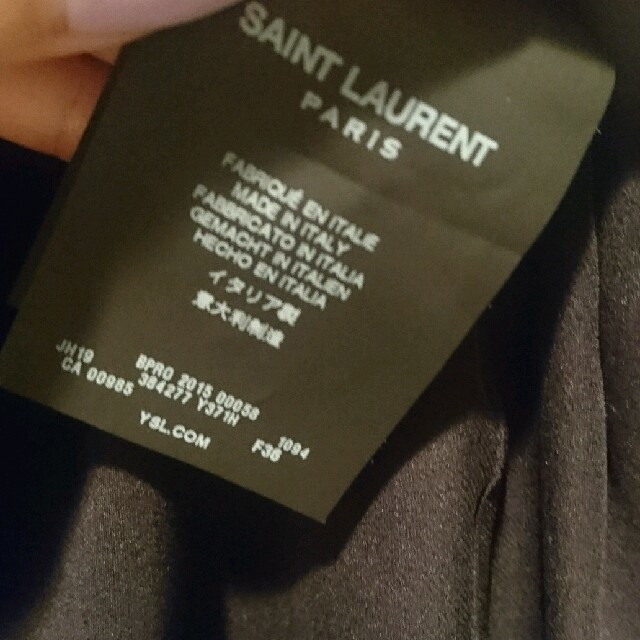 SAINT LAURENT
PARIS
FABRIQUÉ EN ITALIE
MADE IN ITALY
FABBRICATO IN ITALIA
GEMACHT IN ITALIEN
HECHO EN ITALIA
イタリア製
意大利制造
JH19 BPRO 2015
CA 00985 384277 1094
YSL.COM F38